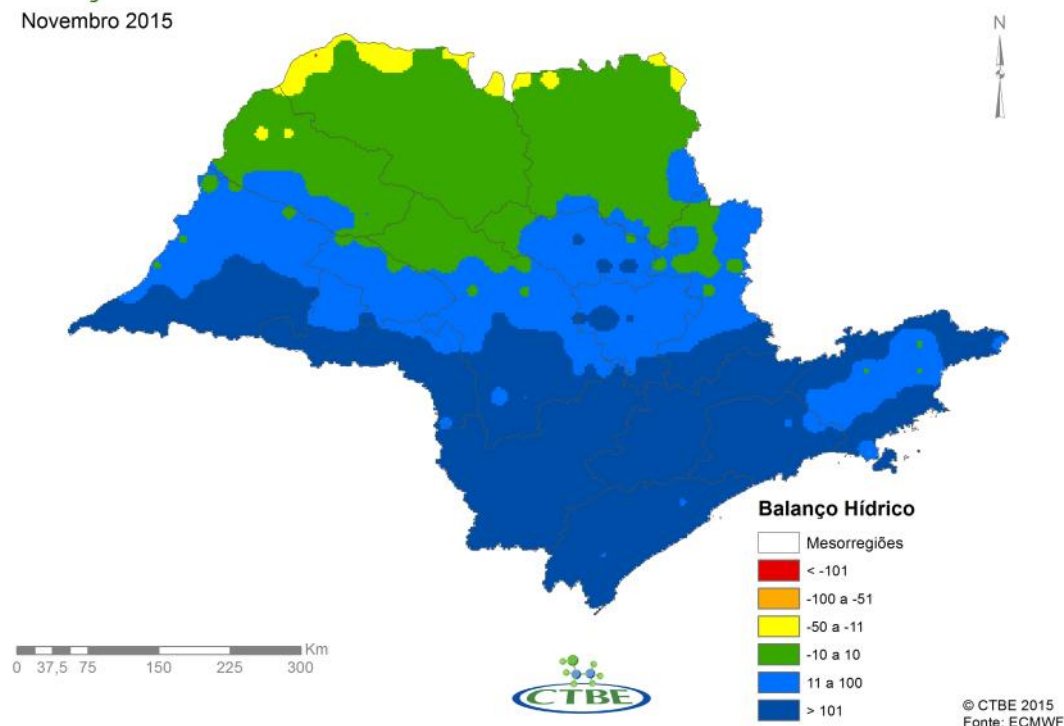 Novembro 2015
N
Balanço Hídrico
Mesorregiões
< -101
-100 a -51
-50 a -11
-10 a 10
11 a 100
> 101
Km
0 37,5 75 150 225 300
CTBE
© CTBE 2015
Fonte: ECMWF